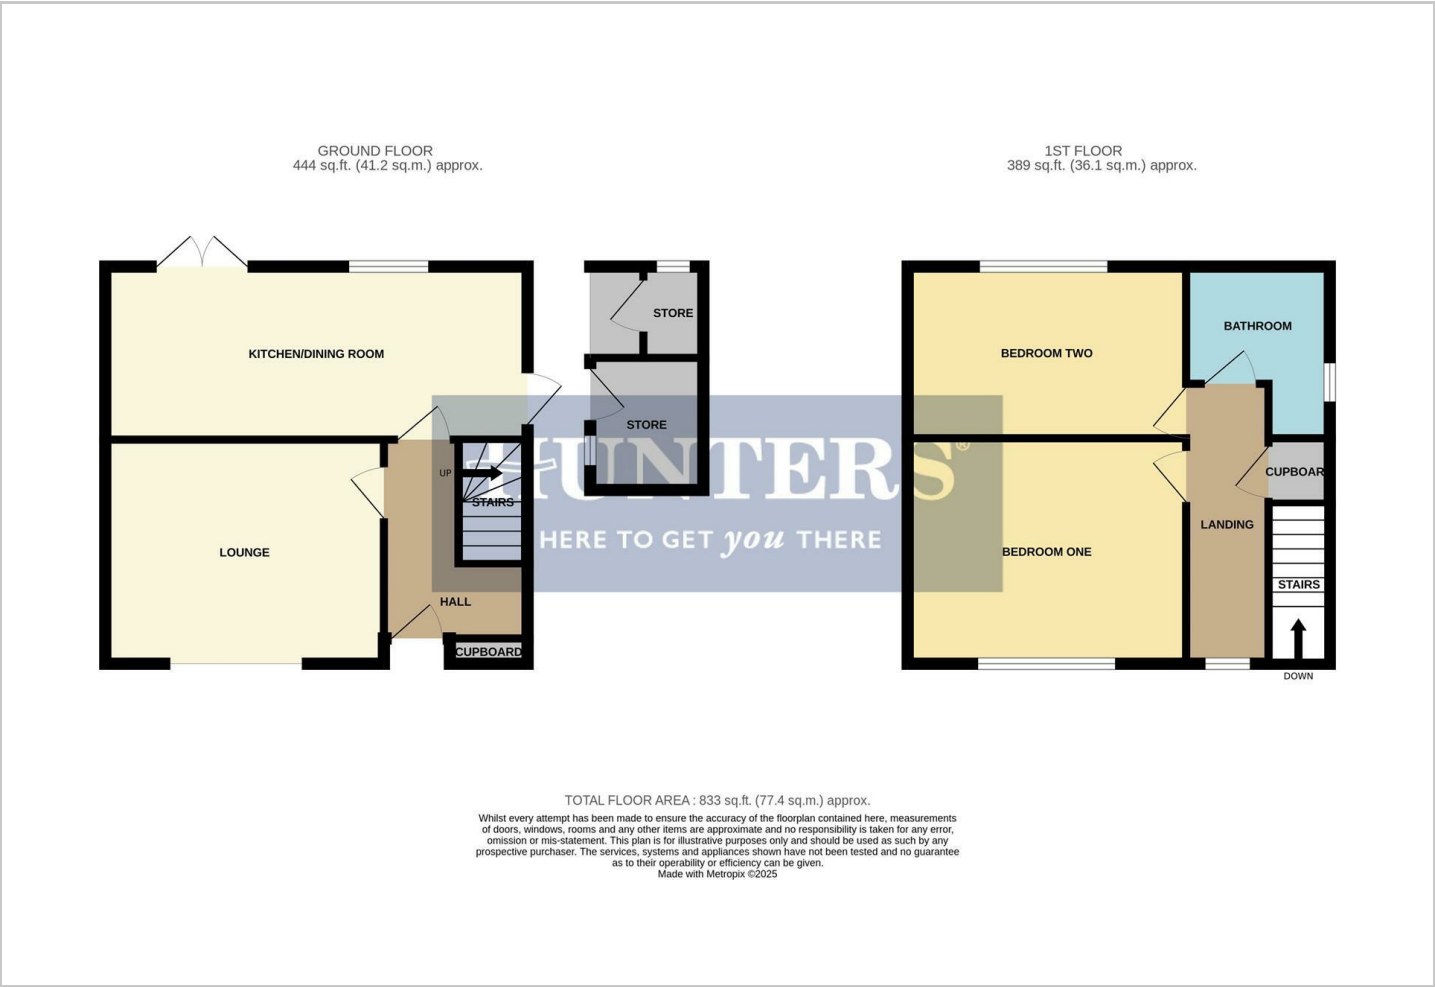 GROUND FLOOR
444 sq.ft. (41.2 sq.m.) approx.
1ST FLOOR
389 sq.ft. (36.1 sq.m.) approx.
KITCHEN/DINING ROOM
STORE
STORE
UP
STAIRS
LOUNGE
HALL
CUPBOARD
BEDROOM TWO
BATHROOM
CUPBOAR
LANDING
BEDROOM ONE
STAIRS
DOWN
HUNTERS®
HERE TO GET you THERE
TOTAL FLOOR AREA : 833 sq.ft. (77.4 sq.m.) approx.
Whilst every attempt has been made to ensure the accuracy of the floorplan contained here, measurements
of doors, windows, rooms and any other items are approximate and no responsibility is taken for any error,
omission or mis-statement. This plan is for illustrative purposes only and should be used as such by any
prospective purchaser. The services, systems and appliances shown have not been tested and no guarantee
as to their operability or efficiency can be given.
Made with Metropix ©2025